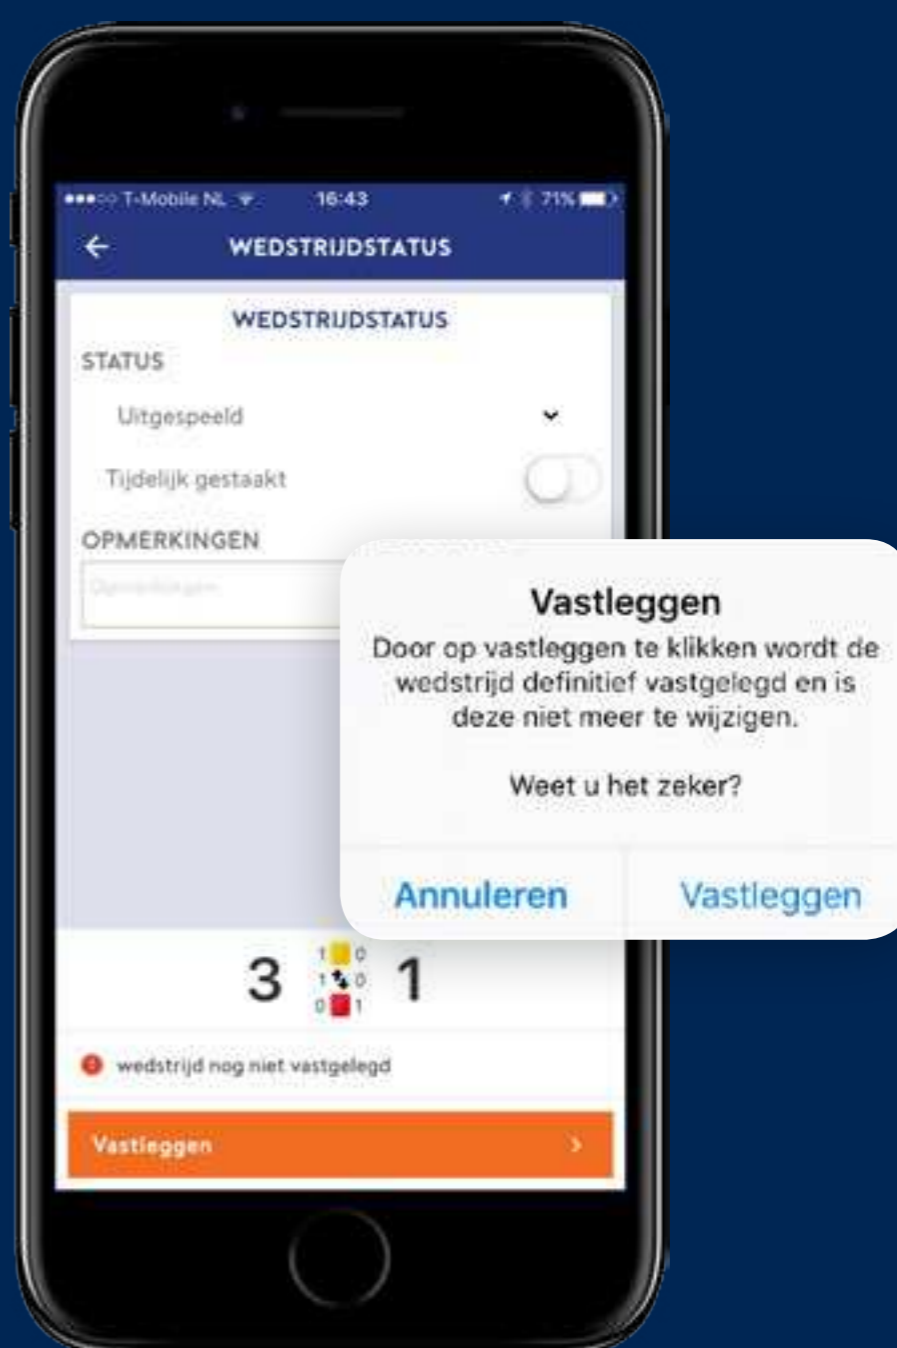 T-Mobile NL 16:43 71%
WEDSTRIJDSTATUS
WEDSTRIJDSTATUS
STATUS
Uitgespeeld
Tijdelijk gestaakt
OPMERKINGEN
Opmerkingen
Vastleggen
Door op vastleggen te klikken wordt de
wedstrijd definitief vastgelegd en is
deze niet meer te wijzigen.
Weet u het zeker?
Annuleren Vastleggen
1 0
3 1 0 1
0 1
wedstrijd nog niet vastgelegd
Vastleggen